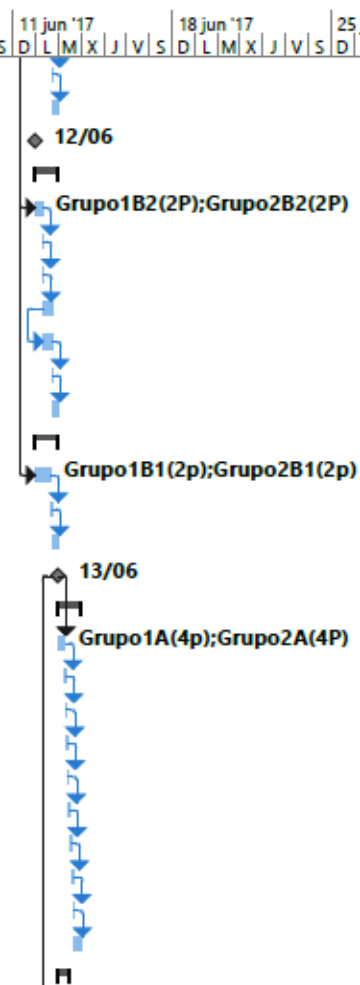 11 jun '17 18 jun '17 25
S D L M X J V S D L M X J V S D L
12/06
Grupo1B2(2P);Grupo2B2(2P)
Grupo1B1(2p);Grupo2B1(2p)
13/06
Grupo1A(4p);Grupo2A(4P)